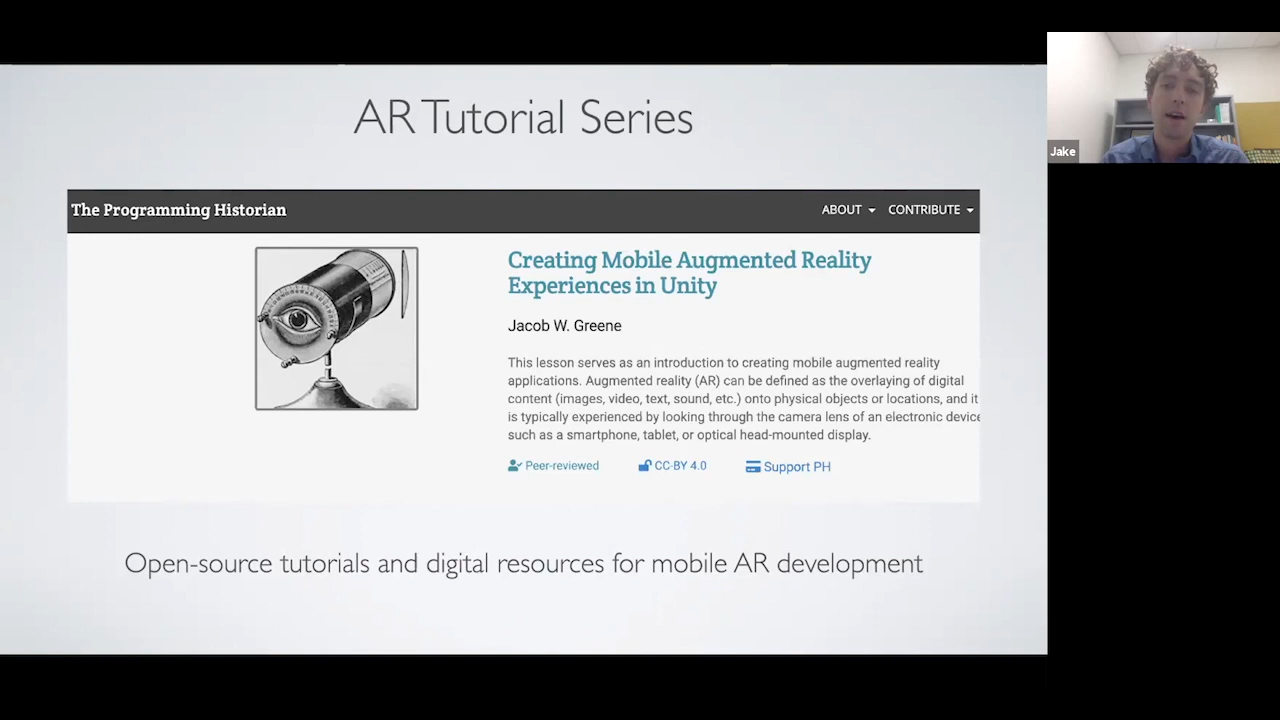 AR Tutorial Series
The Programming Historian
ABOUT
CONTRIBUTE
Creating Mobile Augmented Reality
Experiences in Unity
Jacob W. Greene
This lesson serves as an introduction to creating mobile augmented reality
applications. Augmented reality (AR) can be defined as the overlaying of digital
content (images, video, text, sound, etc.) onto physical objects or locations, and it
is typically experienced by looking through the camera lens of an electronic device
such as a smartphone, tablet, or optical head-mounted display.
Peer-reviewed
CC-BY 4.0
Support PH
Open-source tutorials and digital resources for mobile AR development
Jake